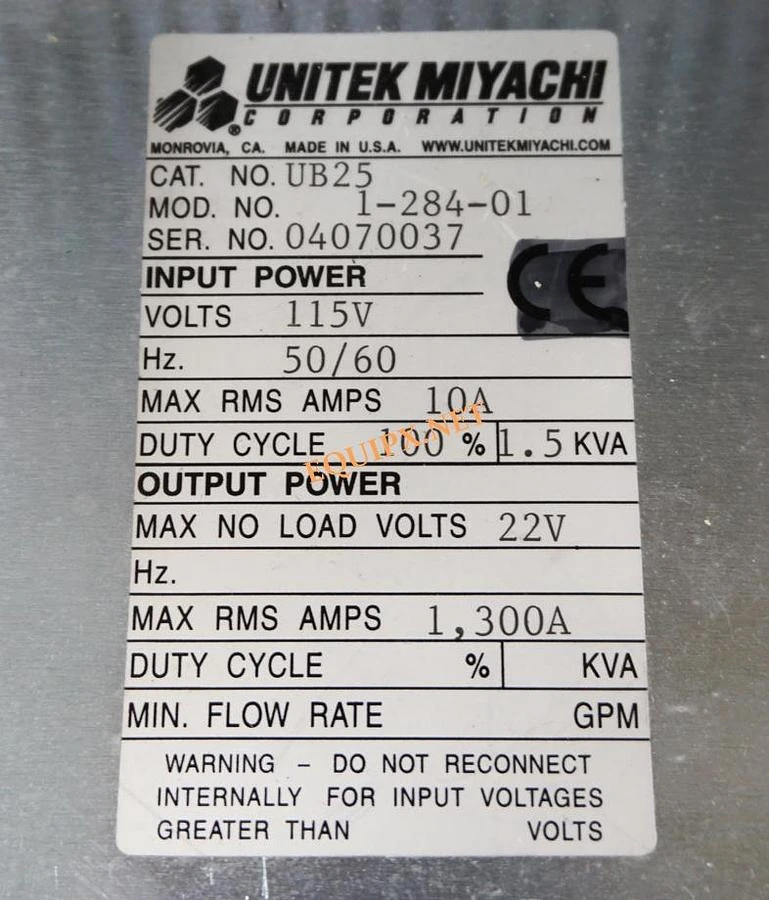 UNITEK MIYACHI
CORPORATION
®
MONROVIA, CA. MADE IN U.S.A. WWW.UNITEKMIYACHI.COM
CAT. NO. UB25
MOD. NO. 1-284-01
SER. NO. 04070037
CE
INPUT POWER
VOLTS 115V
Hz. 50/60
MAX RMS AMPS 10A
DUTY CYCLE 100 % 1.5 KVA
EQUIPX.NET
OUTPUT POWER
MAX NO LOAD VOLTS 22V
Hz.
MAX RMS AMPS 1,300A
DUTY CYCLE % KVA
MIN. FLOW RATE GPM
WARNING – DO NOT RECONNECT
INTERNALLY FOR INPUT VOLTAGES
GREATER THAN VOLTS